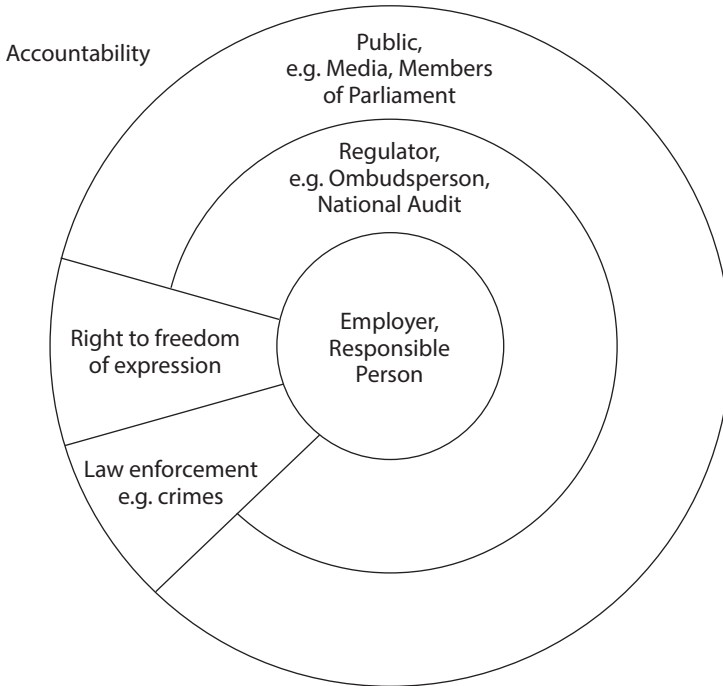 Accountability
Public,
e.g. Media, Members
of Parliament
Regulator,
e.g. Ombudsperson,
National Audit
Employer,
Responsible
Person
Right to freedom
of expression
Law enforcement
e.g. crimes